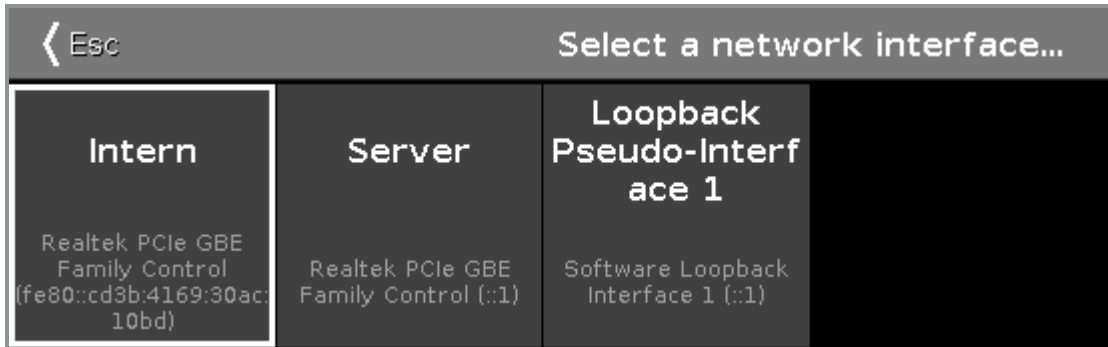 Esc
Select a network interface...
Intern
Realtek PCIe GBE
Family Control
(fe80::cd3b:4169:30ac:
10bd)
Server
Realtek PCIe GBE
Family Control (::1)
Loopback
Pseudo-Interf
ace 1
Software Loopback
Interface 1 (::1)